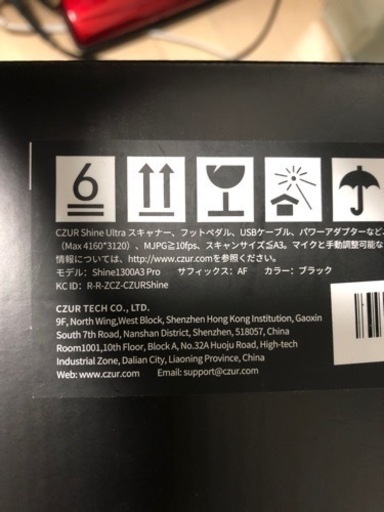 6
CZUR Shine Ultra スキャナー、フットペダル、USBケーブル、パワーアダプターなど、
（Max 4160*3120）、MJPG≧10fps、スキャンサイズ≦A3。マイクと手動調整可能な
情報については、http://www.czur.comを参照ください。
モデル：Shine1300A3 Pro サフィックス：AF カラー：ブラック
KC ID：R-R-ZCZ-CZURShine
CZUR TECH CO., LTD.
9F, North Wing,West Block, Shenzhen Hong Kong Institution, Gaoxin
South 7th Road, Nanshan District, Shenzhen, 518057, China
Room1001,10th Floor, Block A, No.32A Huoju Road, High-tech
Industrial Zone, Dalian City, Liaoning Province, China
Web: www.czur.com Email: support@czur.com